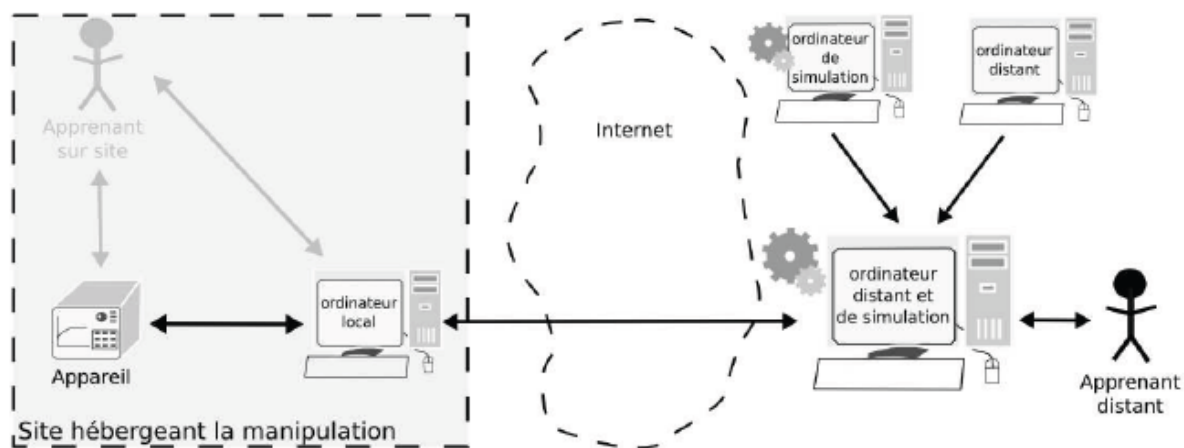 Apprenant
sur site
Appareil
ordinateur
local
Site hébergeant la manipulation
Internet
ordinateur
de
simulation
ordinateur
distant
ordinateur
distant et
de simulation
Apprenant
distant